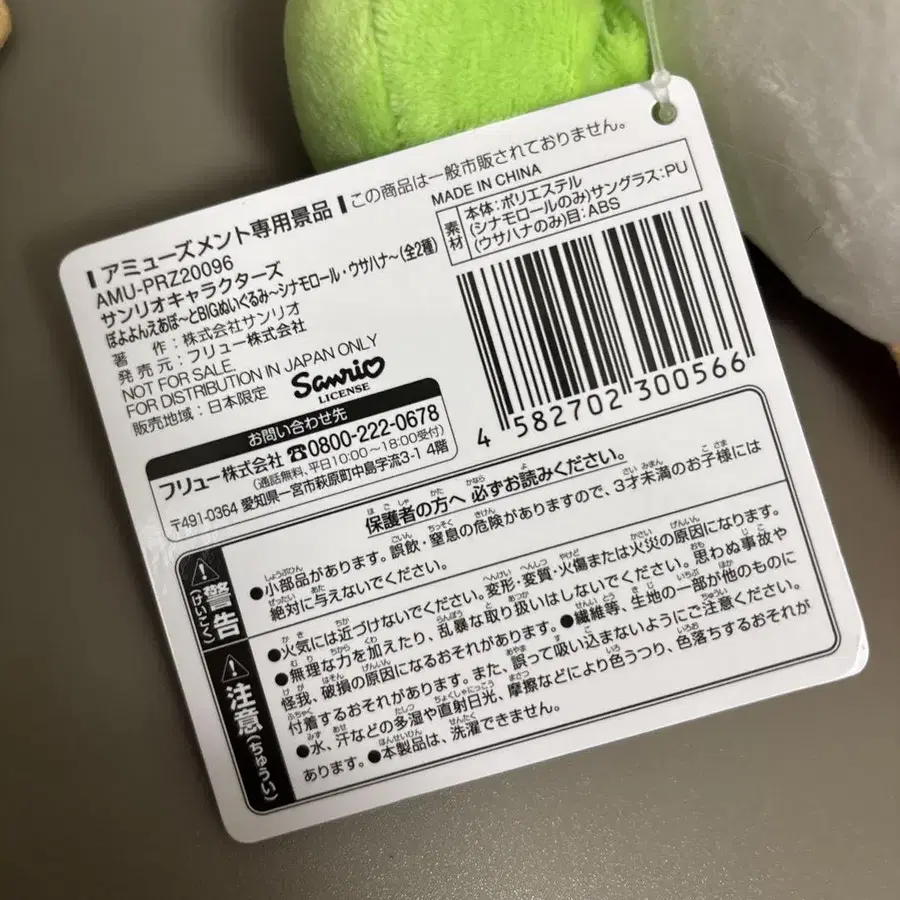 アミューズメント専用景品 この商品は一般市販されておりません。
AMU-PRZ20096
サンリオキャラクターズ
ぽよよんえあぽ〜とBIGぬいぐるみ〜シナモロール・ウサハナ〜(全2種)
著 作:株式会社サンリオ
発売元:フリュー株式会社
NOT FOR SALE.
FOR DISTRIBUTION IN JAPAN ONLY
販売地域:日本限定
Sanrio
LICENSE
MADE IN CHINA
素材
本体:ポリエステル
(シナモロールのみ)サングラス:PU
(ウサハナのみ)目:ABS
4 582702 300566
お問い合わせ先
フリュー株式会社 ☎0800-222-0678
(通話無料、平日10:00〜18:00受付)
〒491-0364 愛知県一宮市萩原町中島字流3-1 4階
保護者の方へ 必ずお読みください。
警告(けいこく)
●小部品があります。誤飲・窒息の危険がありますので、3才未満のお子様には
絶対に与えないでください。
注意(ちゅうい)
●火気には近づけないでください。変形・変質・火傷または火災の原因になります。
●無理な力を加えたり、乱暴な取り扱いはしないでください。思わぬ事故や
怪我、破損の原因になるおそれがあります。●繊維等、生地の一部が他のものに
付着するおそれがあります。また、誤って吸い込まないようにご注意ください。
●水、汗などの多湿や直射日光、摩擦などにより色うつり、色落ちするおそれが
あります。●本製品は、洗濯できません。